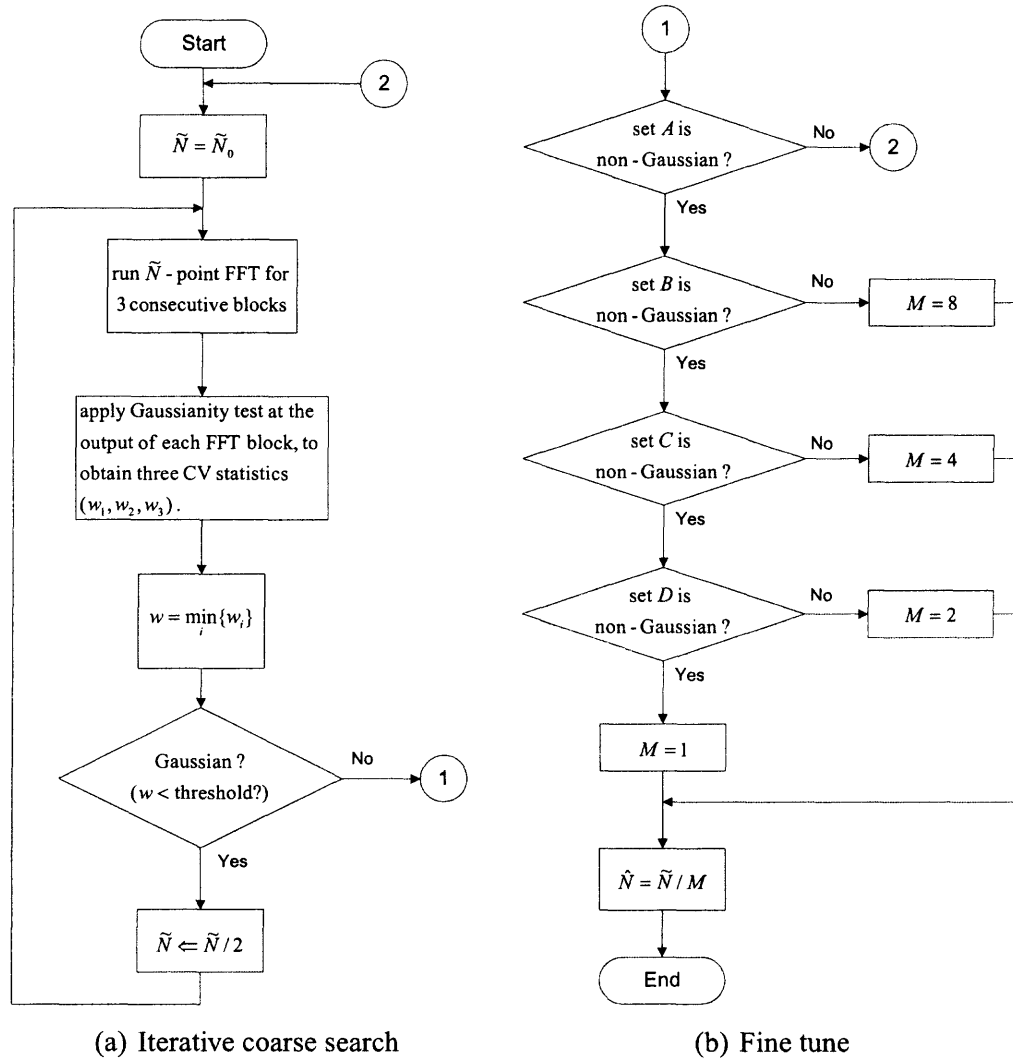 Start
2
Ñ = Ñ₀
run Ñ - point FFT for
3 consecutive blocks
apply Gaussianity test at the
output of each FFT block, to
obtain three CV statistics
(w₁, w₂, w₃) .
w = min{wᵢ}
i
Gaussian ?
(w < threshold?)
No
1
Yes
Ñ ⇐ Ñ / 2
(a) Iterative coarse search
1
set A is
non - Gaussian ?
No
2
Yes
set B is
non - Gaussian ?
No
M = 8
Yes
set C is
non - Gaussian ?
No
M = 4
Yes
set D is
non - Gaussian ?
No
M = 2
Yes
M = 1
N̂ = Ñ / M
End
(b) Fine tune